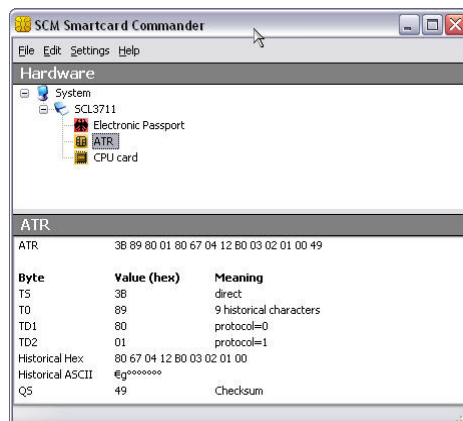 SCM Smartcard Commander
File Edit Settings Help
Hardware
System
SCL3711
Electronic Passport
ATR
CPU card
ATR
ATR 3B 89 80 01 80 67 04 12 B0 03 02 01 00 49
Byte Value (hex) Meaning
TS 3B direct
T0 89 9 historical characters
TD1 80 protocol=0
TD2 01 protocol=1
Historical Hex 80 67 04 12 B0 03 02 01 00
Historical ASCII €g°°°°°°°
QS 49 Checksum